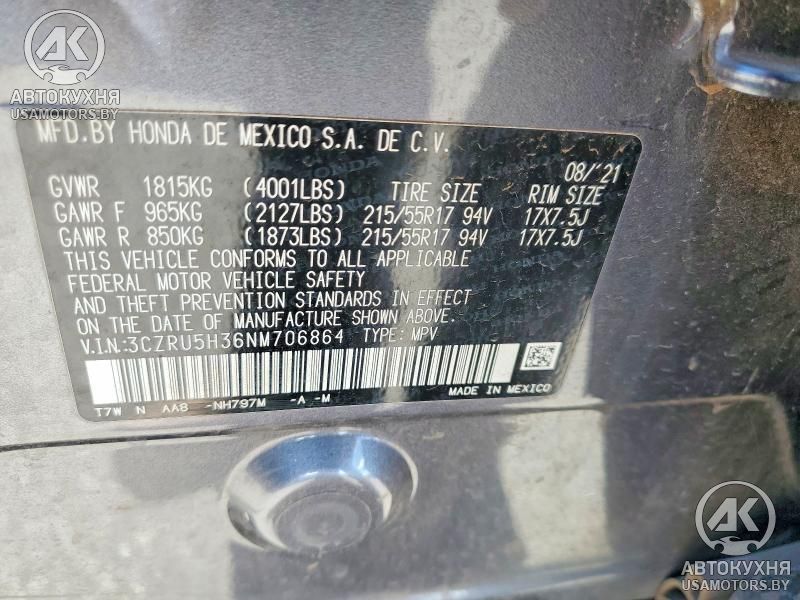 АК
АВТОКУХНЯ
USAMOTORS.BY
MFD.BY HONDA DE MEXICO S.A. DE C.V.
08/'21
GVWR 1815KG (4001LBS) TIRE SIZE RIM SIZE
GAWR F 965KG (2127LBS) 215/55R17 94V 17X7.5J
GAWR R 850KG (1873LBS) 215/55R17 94V 17X7.5J
THIS VEHICLE CONFORMS TO ALL APPLICABLE
FEDERAL MOTOR VEHICLE SAFETY
AND THEFT PREVENTION STANDARDS IN EFFECT
ON THE DATE OF MANUFACTURE SHOWN ABOVE.
V.I.N.:3CZRU5H36NM706864 TYPE: MPV
MADE IN MEXICO
T7W N AA8 -NH797M -A -M
АК
АВТОКУХНЯ
USAMOTORS.BY